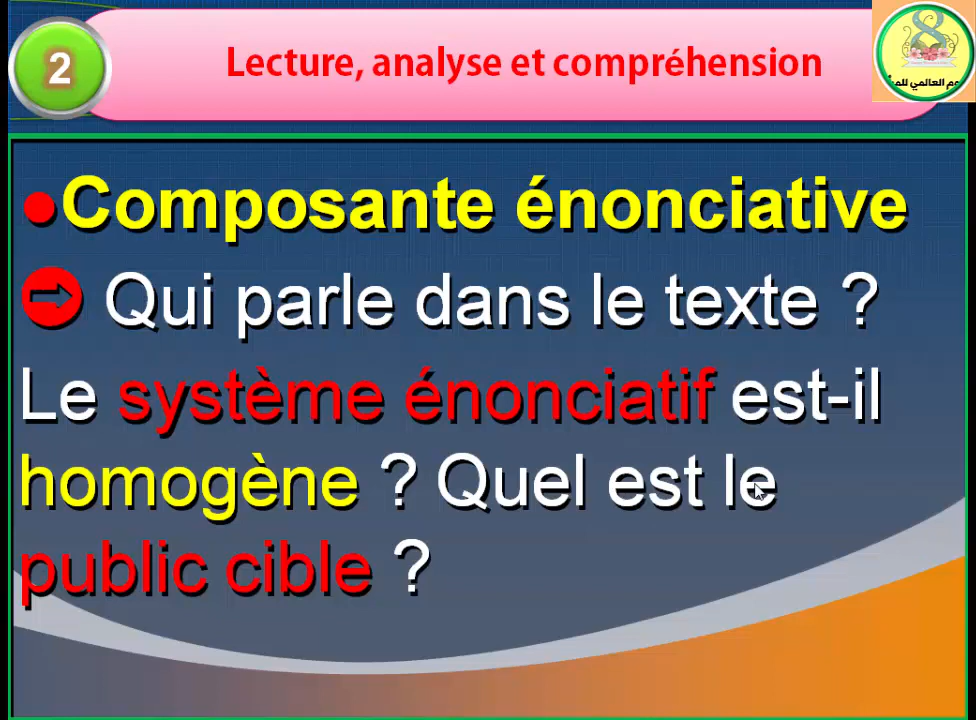 2
Lecture, analyse et compréhension
8
●Composante énonciative
⇨ Qui parle dans le texte ?
Le système énonciatif est-il
homogène ? Quel est le
public cible ?